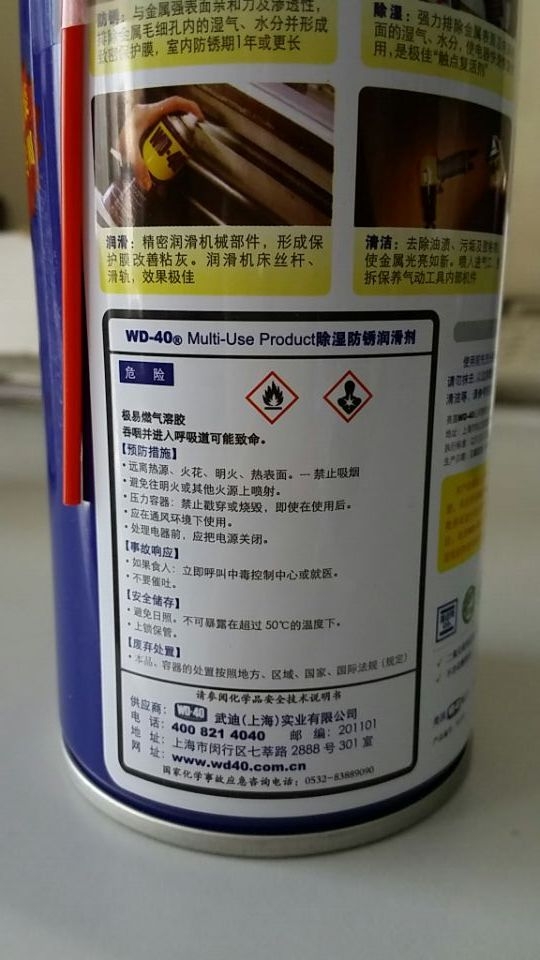 防锈：与金属强表面亲和力及渗透性，
排除金属毛细孔内的湿气、水分并形成
致密保护膜，室内防锈期1年或更长
除湿：强力排除金属表面
面的湿气、水分，使电器
用，是极佳"触点复活剂"
WD-40
润滑：精密润滑机械部件，形成保
护膜改善粘灰。润滑机床丝杆、
滑轨，效果极佳
清洁：去除油渍、污垢及
使金属光亮如新。喷入进气口，
拆保养气动工具内部机件
WD-40® Multi-Use Product除湿防锈润滑剂
危 险
极易燃气溶胶
吞咽并进入呼吸道可能致命。
【预防措施】
·远离热源、火花、明火、热表面。一 禁止吸烟
·避免往明火或其他火源上喷射。
·压力容器：禁止戳穿或烧毁，即使在使用后。
·应在通风环境下使用。
·处理电器前，应把电源关闭。
【事故响应】
·如果食入：立即呼叫中毒控制中心或就医。
·不要催吐。
【安全储存】
·避免日照。不可暴露在超过 50℃的温度下。
·上锁保管。
【废弃处置】
·本品、容器的处置按照地方、区域、国家、国际法规（规定）
请参阅化学品安全技术说明书
供应商：WD-40 武迪（上海）实业有限公司
电 话：400 821 4040 邮 编：201101
地 址：上海市闵行区七莘路 2888 号 301 室
网 址：www.wd40.com.cn
国家化学事故应急咨询电话：0532-83889090